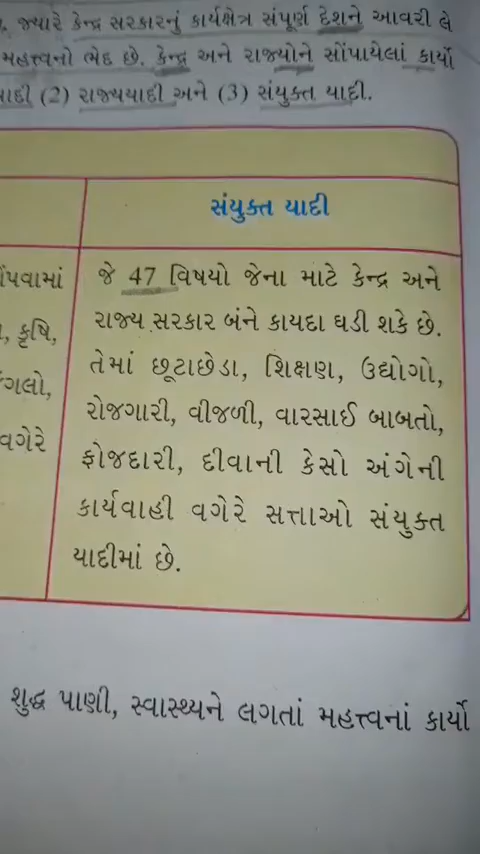 જ્યારે કેન્દ્ર સરકારનું કાર્યક્ષેત્ર સંપૂર્ણ દેશને આવરી લે
મહત્ત્વનો ભેદ છે. કેન્દ્ર અને રાજ્યોને સોંપાયેલાં કાર્યો
(2) રાજ્યયાદી અને (3) સંયુક્ત યાદી.
સંયુક્ત યાદી
જે 47 વિષયો જેના માટે કેન્દ્ર અને
રાજ્ય સરકાર બંને કાયદા ઘડી શકે છે.
કૃષિ,
તેમાં છૂટાછેડા, શિક્ષણ, ઉદ્યોગો,
રોજગારી, વીજળી, વારસાઈ બાબતો,
વગેરે
ફોજદારી, દીવાની કેસો અંગેની
કાર્યવાહી વગેરે સત્તાઓ સંયુક્ત
યાદીમાં છે.
શુદ્ધ પાણી, સ્વાસ્થ્યને લગતાં મહત્ત્વનાં કાર્યો